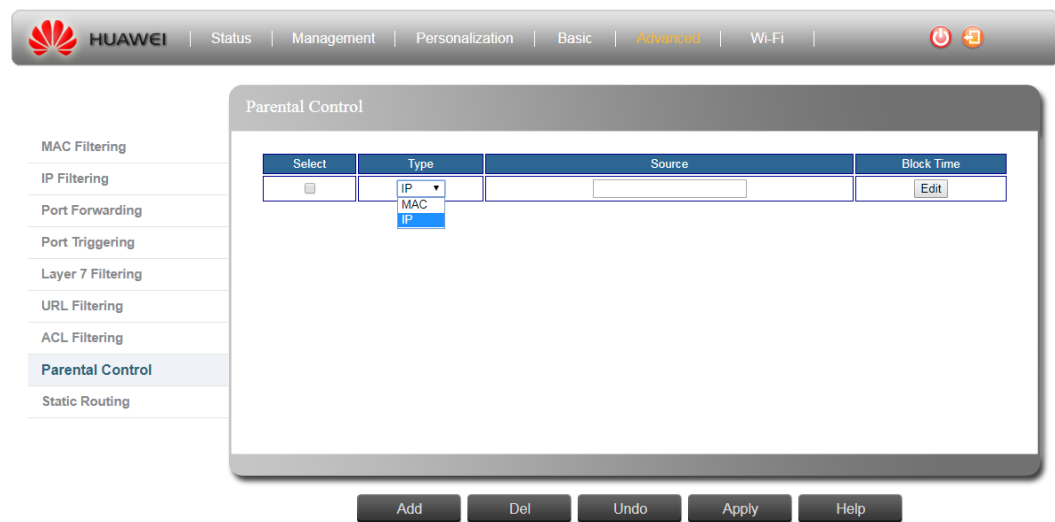 HUAWEI | Status | Management | Personalization | Basic | Advanced | Wi-Fi |
Parental Control
MAC Filtering
IP Filtering
Port Forwarding
Port Triggering
Layer 7 Filtering
URL Filtering
ACL Filtering
Parental Control
Static Routing
Select Type Source Block Time
IP Edit
MAC
IP
Add Del Undo Apply Help